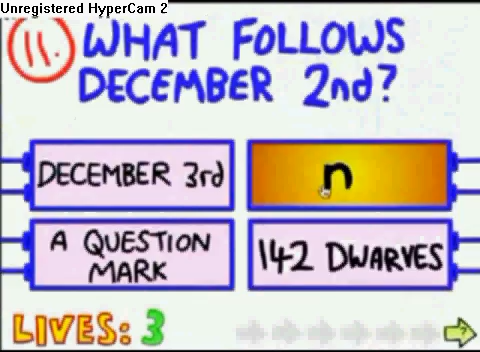 Unregistered HyperCam 2
11. WHAT FOLLOWS
DECEMBER 2nd?
DECEMBER 3rd
n
A QUESTION
MARK
142 DWARVES
LIVES: 3
?